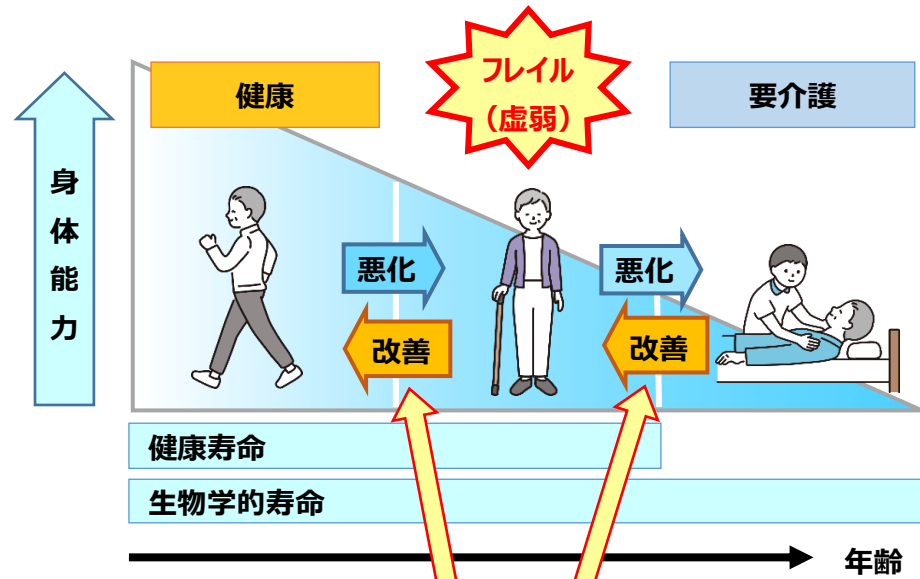 健康
フレイル
（虚弱）
要介護
身体能力
悪化
改善
悪化
改善
健康寿命
生物学的寿命
年齢